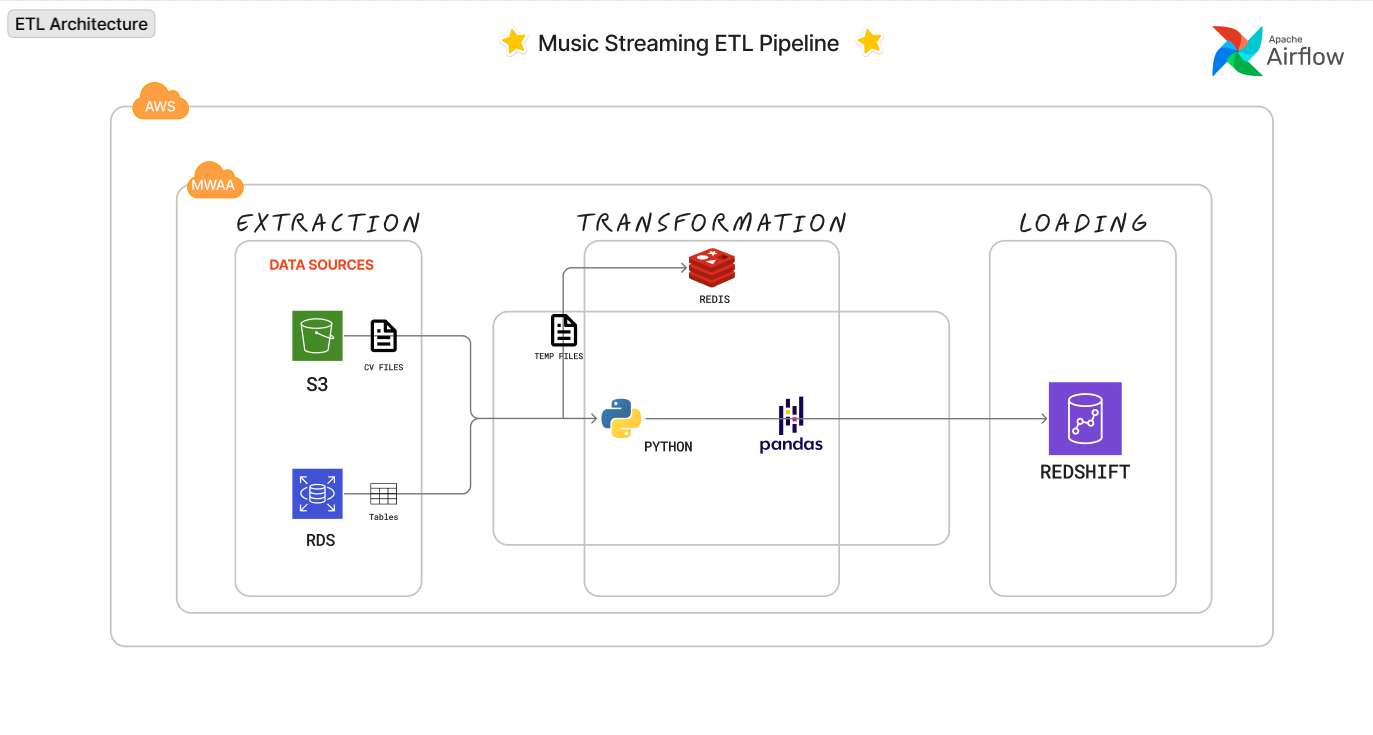 ETL Architecture
Music Streaming ETL Pipeline
Apache
Airflow
AWS
MWAA
EXTRACTION
TRANSFORMATION
LOADING
DATA SOURCES
REDIS
S3
CV FILES
TEMP FILES
PYTHON
pandas
REDSHIFT
Tables
RDS